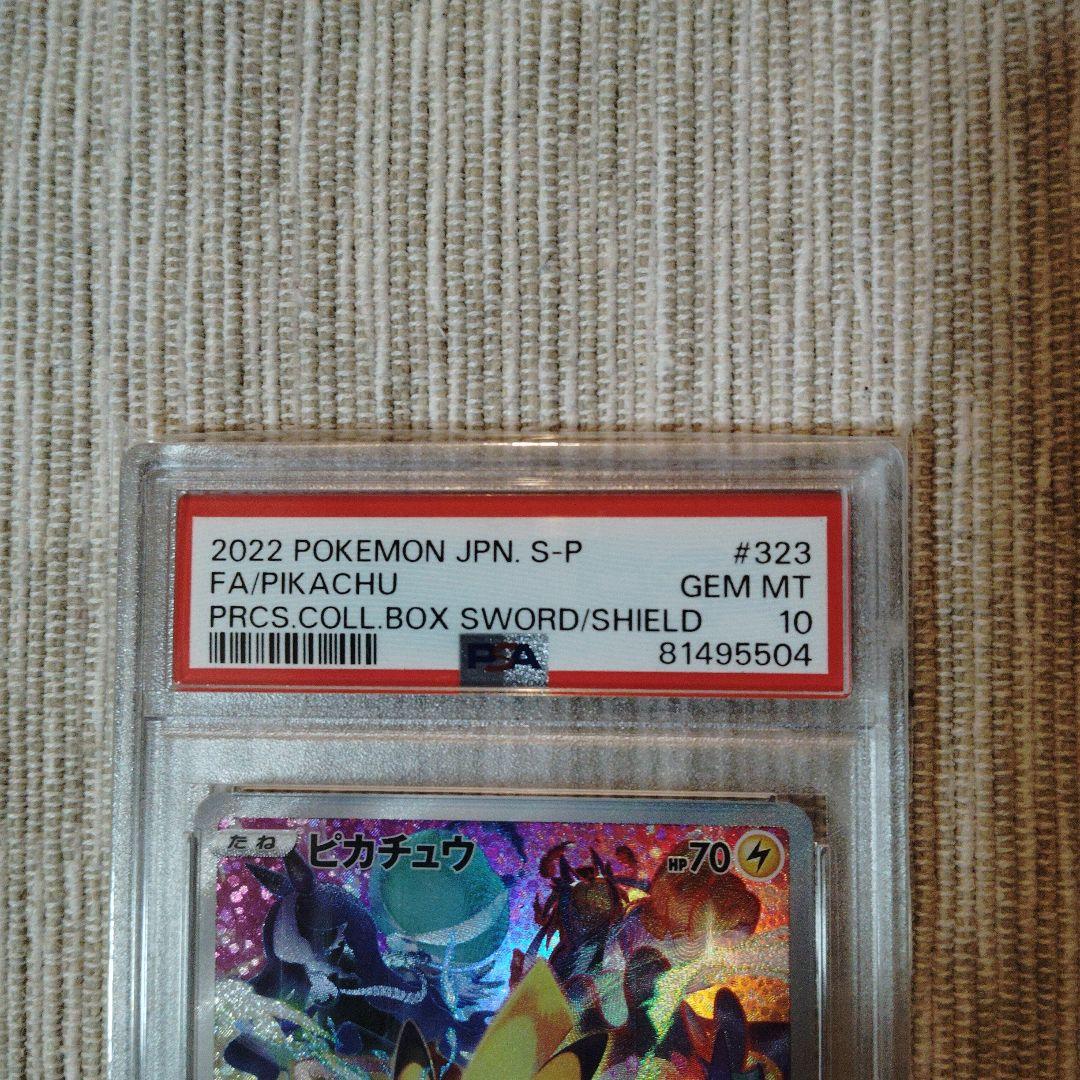 2022 POKEMON JPN. S-P #323
FA/PIKACHU GEM MT
PRCS.COLL.BOX SWORD/SHIELD 10
PSA 81495504
たね ピカチュウ HP70